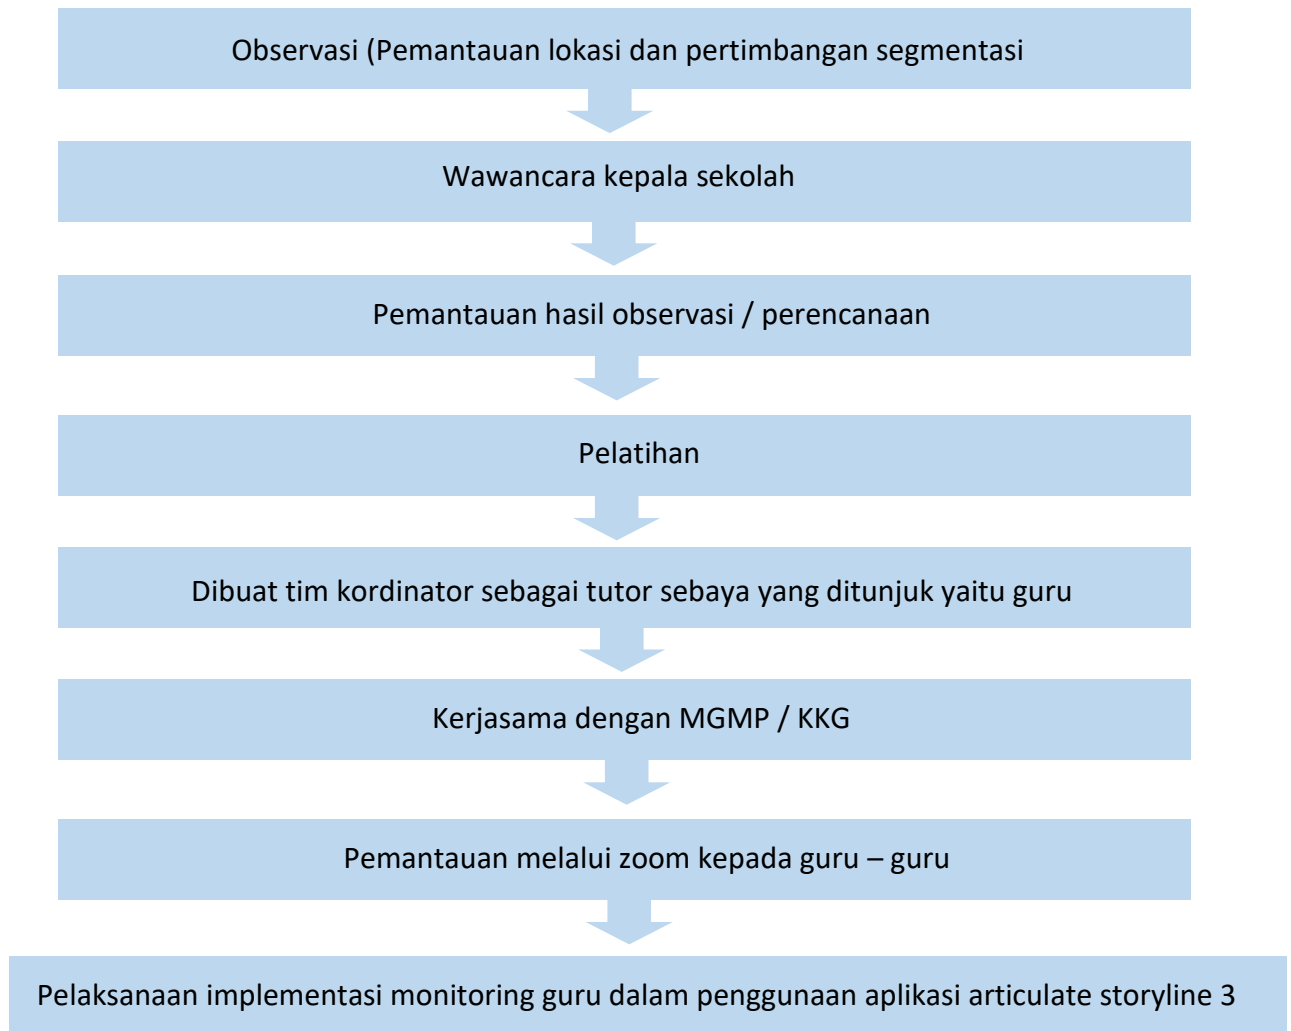 Observasi (Pemantauan lokasi dan pertimbangan segmentasi
Wawancara kepala sekolah
Pemantauan hasil observasi / perencanaan
Pelatihan
Dibuat tim kordinator sebagai tutor sebaya yang ditunjuk yaitu guru
Kerjasama dengan MGMP / KKG
Pemantauan melalui zoom kepada guru – guru
Pelaksanaan implementasi monitoring guru dalam penggunaan aplikasi articulate storyline 3